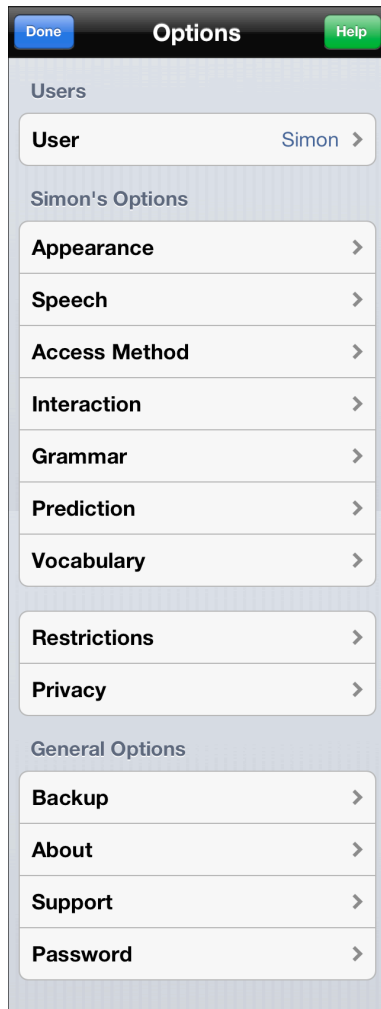 Done Options Help
Users
User Simon
Simon's Options
Appearance
Speech
Access Method
Interaction
Grammar
Prediction
Vocabulary
Restrictions
Privacy
General Options
Backup
About
Support
Password